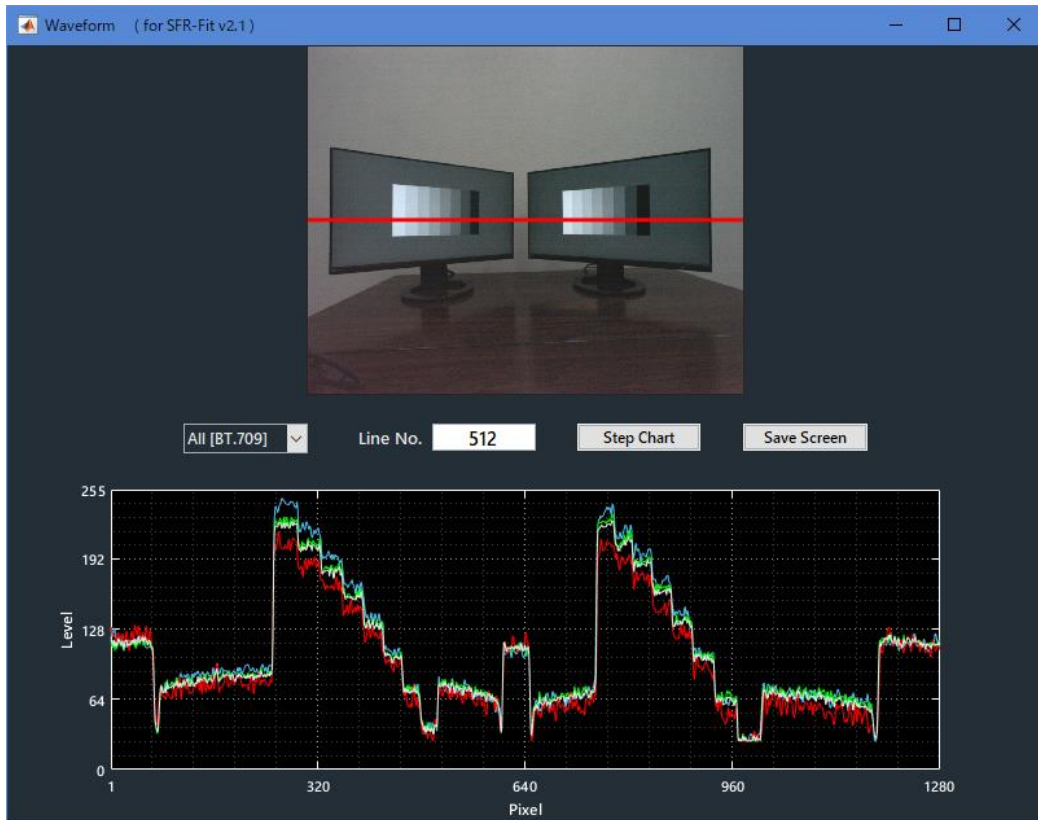 Waveform ( for SFR-Fit v2.1 )
All [BT.709]
Line No.
512
Step Chart
Save Screen
255
192
128
64
0
Level
1
320
640
960
1280
Pixel